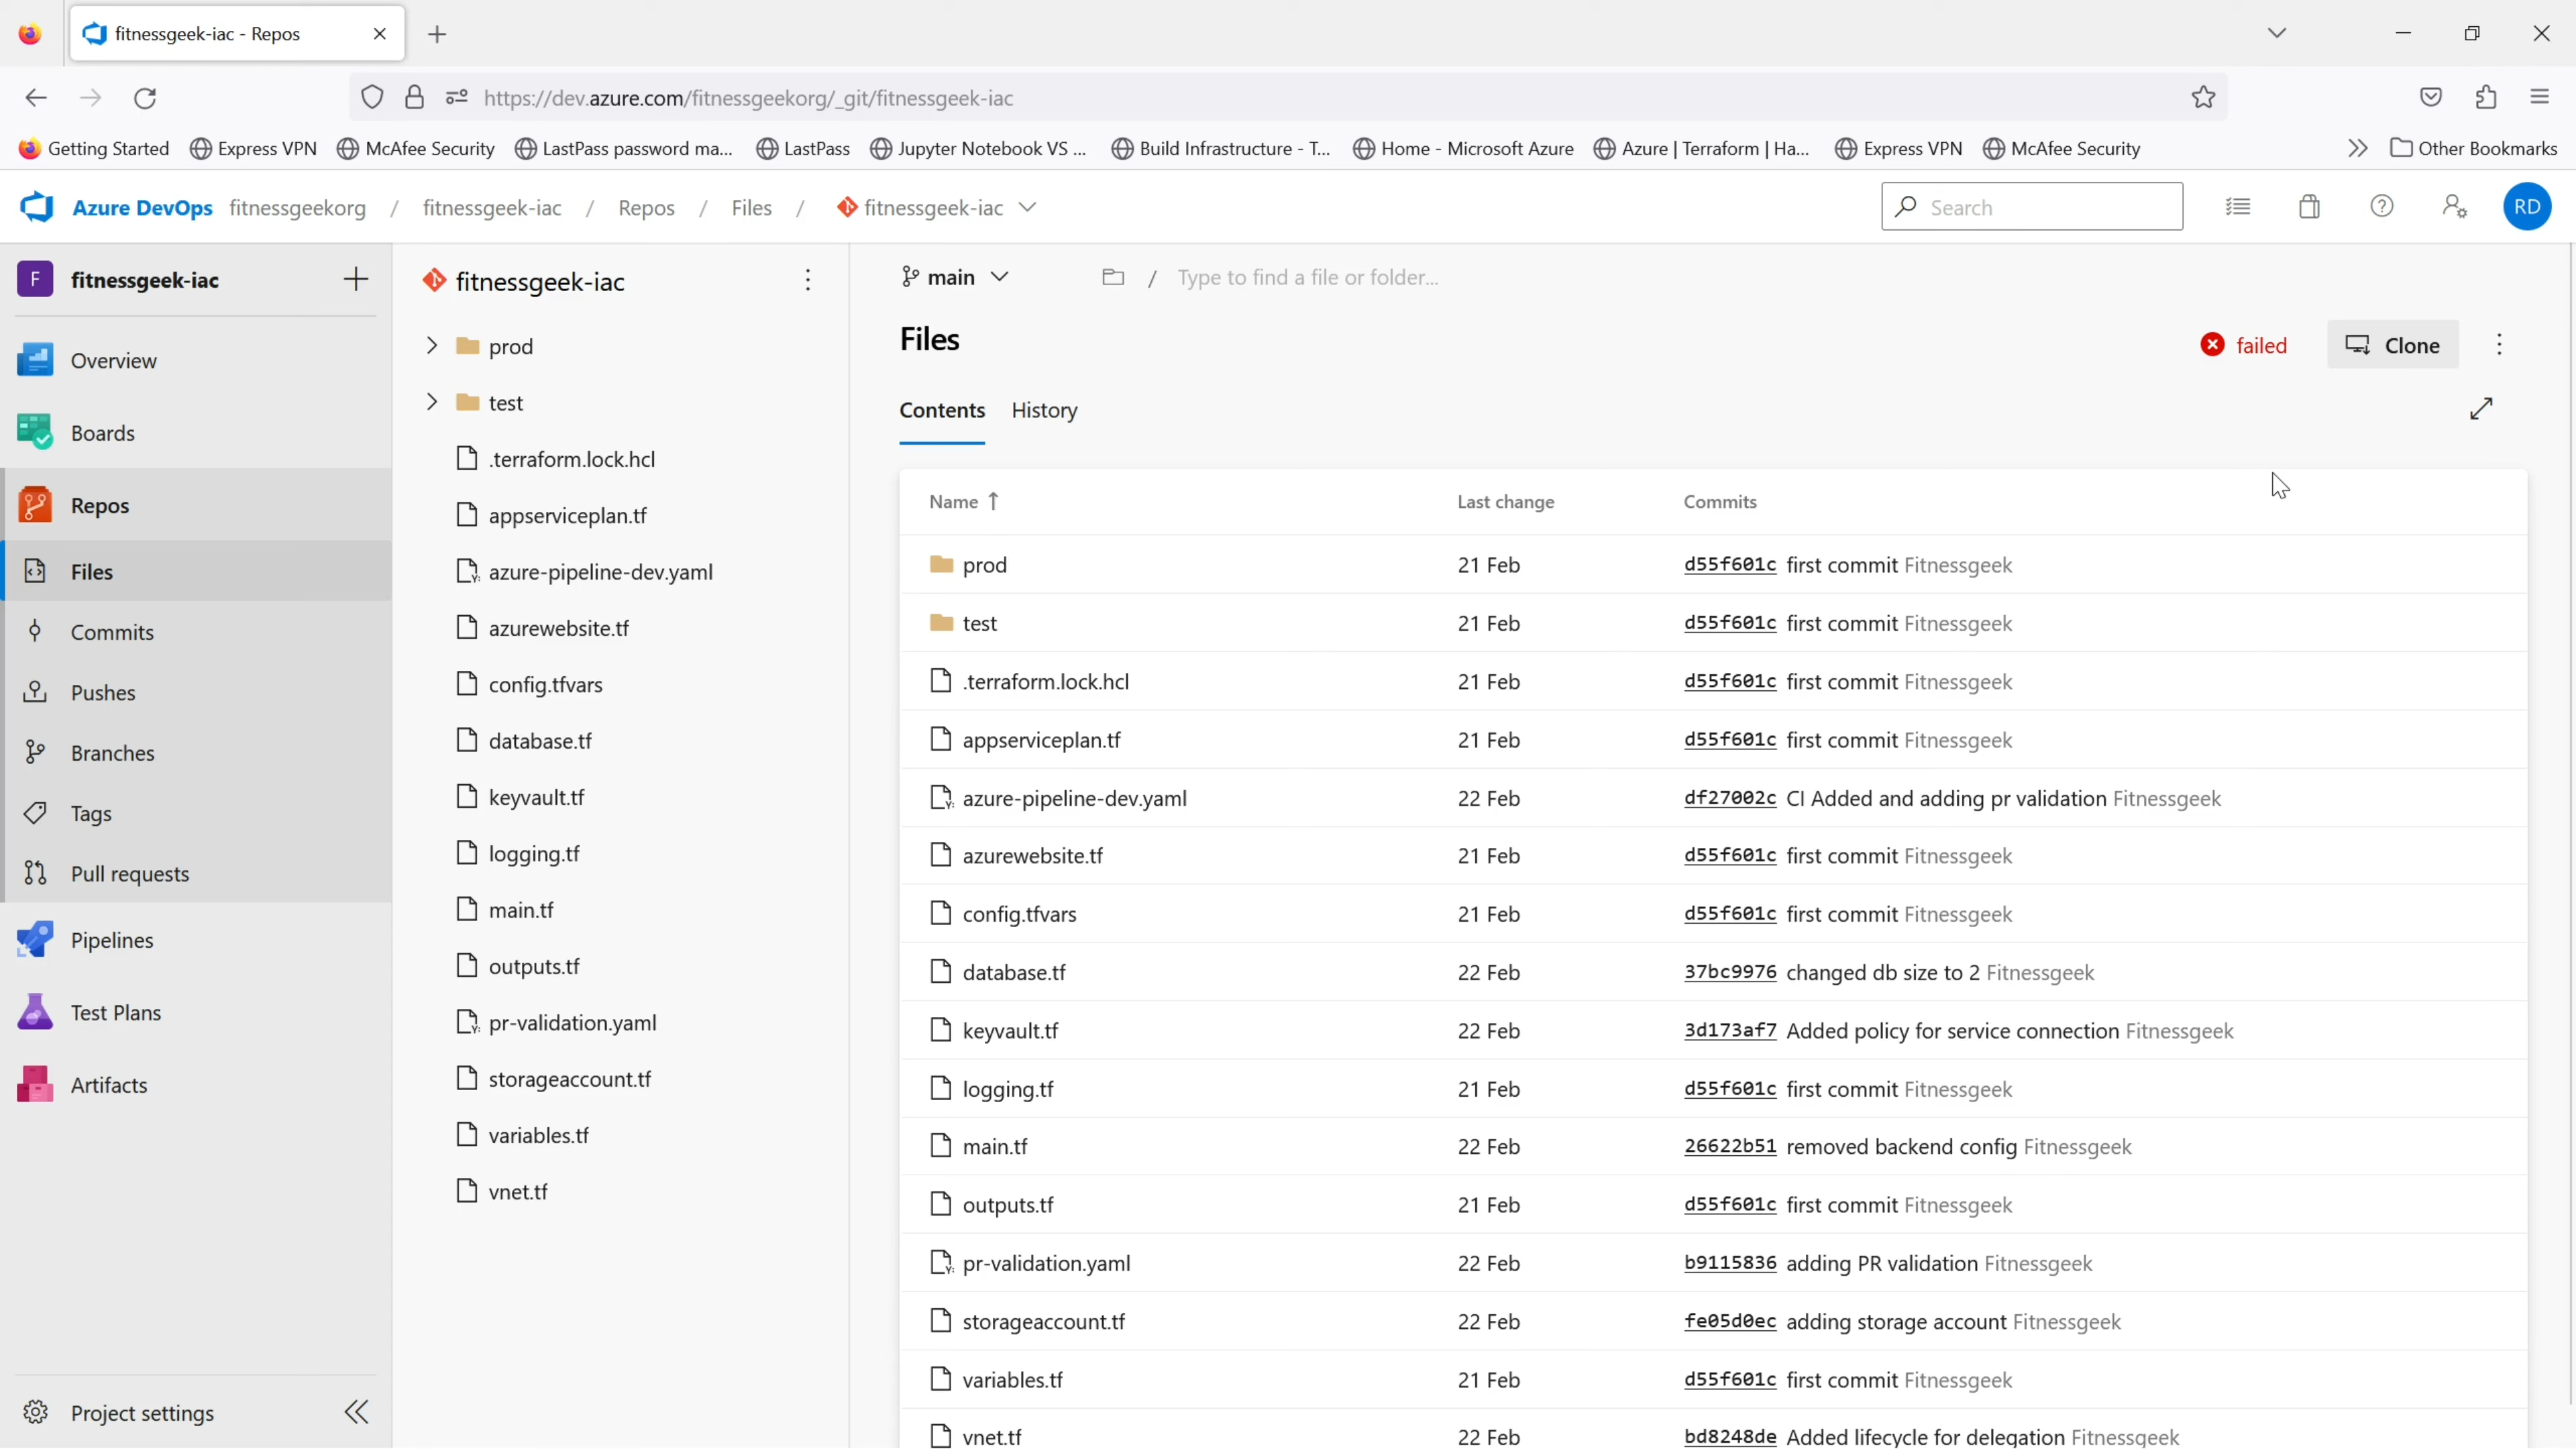 fitnessgeek-iac - Repos
https://dev.azure.com/fitnessgeekorg/_git/fitnessgeek-iac
Getting Started Express VPN McAfee Security LastPass password ma... LastPass Jupyter Notebook VS ... Build Infrastructure - T... Home - Microsoft Azure Azure | Terraform | Ha... Express VPN McAfee Security Other Bookmarks
Azure DevOps fitnessgeekorg / fitnessgeek-iac / Repos / Files / fitnessgeek-iac Search RD
F fitnessgeek-iac
Overview
Boards
Repos
Files
Commits
Pushes
Branches
Tags
Pull requests
Pipelines
Test Plans
Artifacts
Project settings
fitnessgeek-iac
prod
test
.terraform.lock.hcl
appserviceplan.tf
azure-pipeline-dev.yaml
azurewebsite.tf
config.tfvars
database.tf
keyvault.tf
logging.tf
main.tf
outputs.tf
pr-validation.yaml
storageaccount.tf
variables.tf
vnet.tf
main / Type to find a file or folder...
Files failed Clone
Contents History
Name Last change Commits
prod 21 Feb d55f601c first commit Fitnessgeek
test 21 Feb d55f601c first commit Fitnessgeek
.terraform.lock.hcl 21 Feb d55f601c first commit Fitnessgeek
appserviceplan.tf 21 Feb d55f601c first commit Fitnessgeek
azure-pipeline-dev.yaml 22 Feb df27002c CI Added and adding pr validation Fitnessgeek
azurewebsite.tf 21 Feb d55f601c first commit Fitnessgeek
config.tfvars 21 Feb d55f601c first commit Fitnessgeek
database.tf 22 Feb 37bc9976 changed db size to 2 Fitnessgeek
keyvault.tf 22 Feb 3d173af7 Added policy for service connection Fitnessgeek
logging.tf 21 Feb d55f601c first commit Fitnessgeek
main.tf 22 Feb 26622b51 removed backend config Fitnessgeek
outputs.tf 21 Feb d55f601c first commit Fitnessgeek
pr-validation.yaml 22 Feb b9115836 adding PR validation Fitnessgeek
storageaccount.tf 22 Feb fe05d0ec adding storage account Fitnessgeek
variables.tf 21 Feb d55f601c first commit Fitnessgeek
vnet.tf 22 Feb bd8248de Added lifecycle for delegation Fitnessgeek